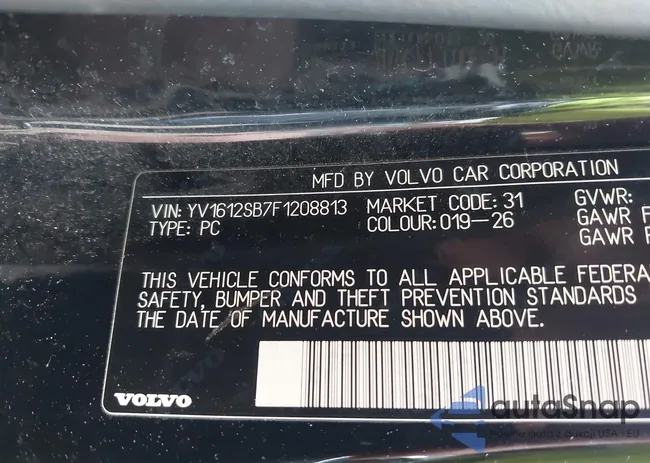 MFD BY VOLVO CAR CORPORATION
VIN: YV1612SB7F1208813 MARKET CODE: 31 GVWR:
TYPE: PC COLOUR: 019-26 GAWR F
GAWR
THIS VEHICLE CONFORMS TO ALL APPLICABLE FEDERA
SAFETY, BUMPER AND THEFT PREVENTION STANDARDS
THE DATE OF MANUFACTURE SHOWN ABOVE.
VOLVO
autoSnap